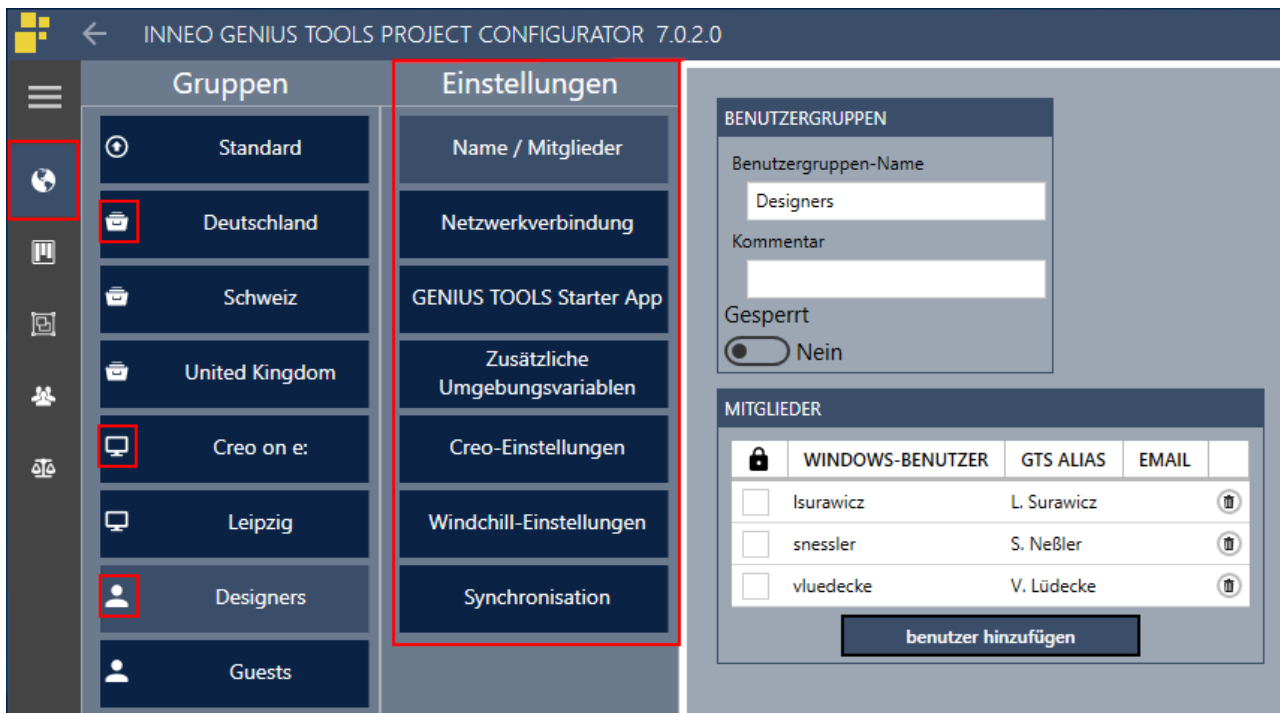 INNEO GENIUS TOOLS PROJECT CONFIGURATOR 7.0.2.0
Gruppen
Standard
Deutschland
Schweiz
United Kingdom
Creo on e:
Leipzig
Designers
Guests
Einstellungen
Name / Mitglieder
Netzwerkverbindung
GENIUS TOOLS Starter App
Zusätzliche
Umgebungsvariablen
Creo-Einstellungen
Windchill-Einstellungen
Synchronisation
BENUTZERGRUPPEN
Benutzergruppen-Name
Designers
Kommentar
Gesperrt
Nein
MITGLIEDER
WINDOWS-BENUTZER GTS ALIAS EMAIL
lsurawicz L. Surawicz
snessler S. Neßler
vluedecke V. Lüdecke
benutzer hinzufügen